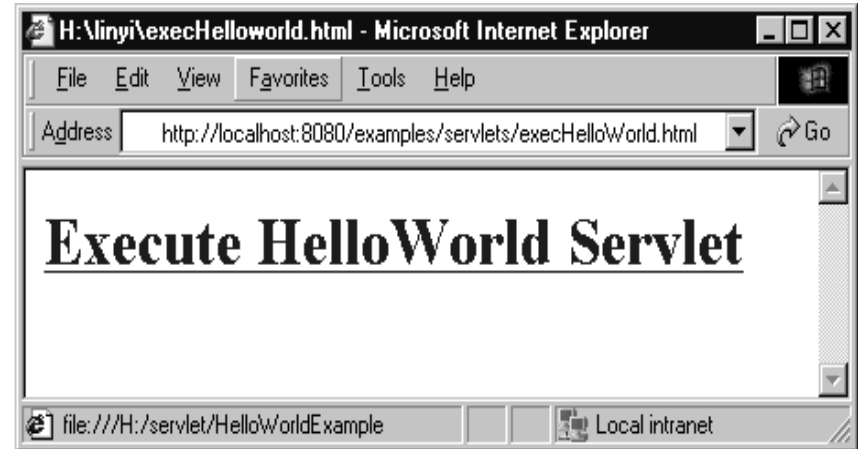 H:\linyi\execHelloworld.htm - Microsoft Internet Explorer
File Edit View Favorites Tools Help
Address http://localhost:8080/examples/servlets/execHelloWorld.html Go
Execute HelloWorld Servlet
file:///H:/servlet/HelloWorldExample Local intranet